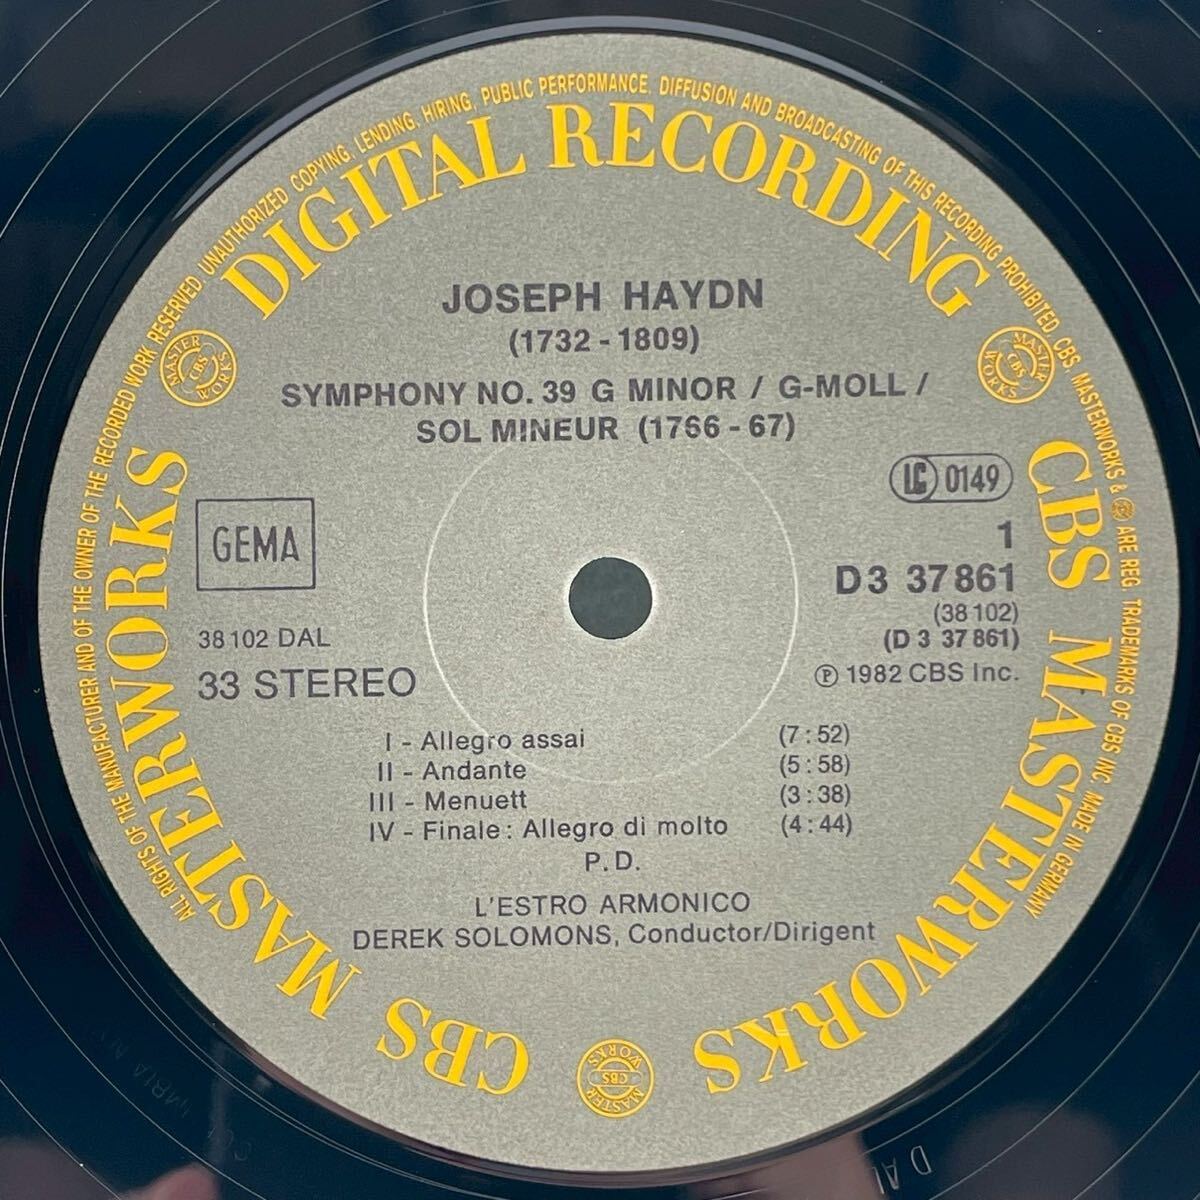 ALL RIGHTS OF THE MANUFACTURER AND OF THE OWNER OF THE RECORDED WORK RESERVED. UNAUTHORIZED COPYING, LENDING, HIRING, PUBLIC PERFORMANCE, DIFFUSION AND BROADCASTING OF THIS RECORDING PROHIBITED. CBS, MASTERWORKS & ARE REG. TRADEMARKS OF CBS INC. MADE IN GERMANY
DIGITAL RECORDING
CBS MASTERWORKS
CBS MASTERWORKS
MASTER CBS WORKS
MASTER CBS WORKS
MASTER CBS WORKS
JOSEPH HAYDN
(1732 - 1809)
SYMPHONY NO. 39 G MINOR / G-MOLL /
SOL MINEUR (1766 - 67)
LC 0149
GEMA
1
D3 37861
(38102)
(D 3 37 861)
38 102 DAL
33 STEREO
℗ 1982 CBS Inc.
I - Allegro assai (7:52)
II - Andante (5:58)
III - Menuett (3:38)
IV - Finale: Allegro di molto (4:44)
P.D.
L'ESTRO ARMONICO
DEREK SOLOMONS, Conductor/Dirigent
DAL